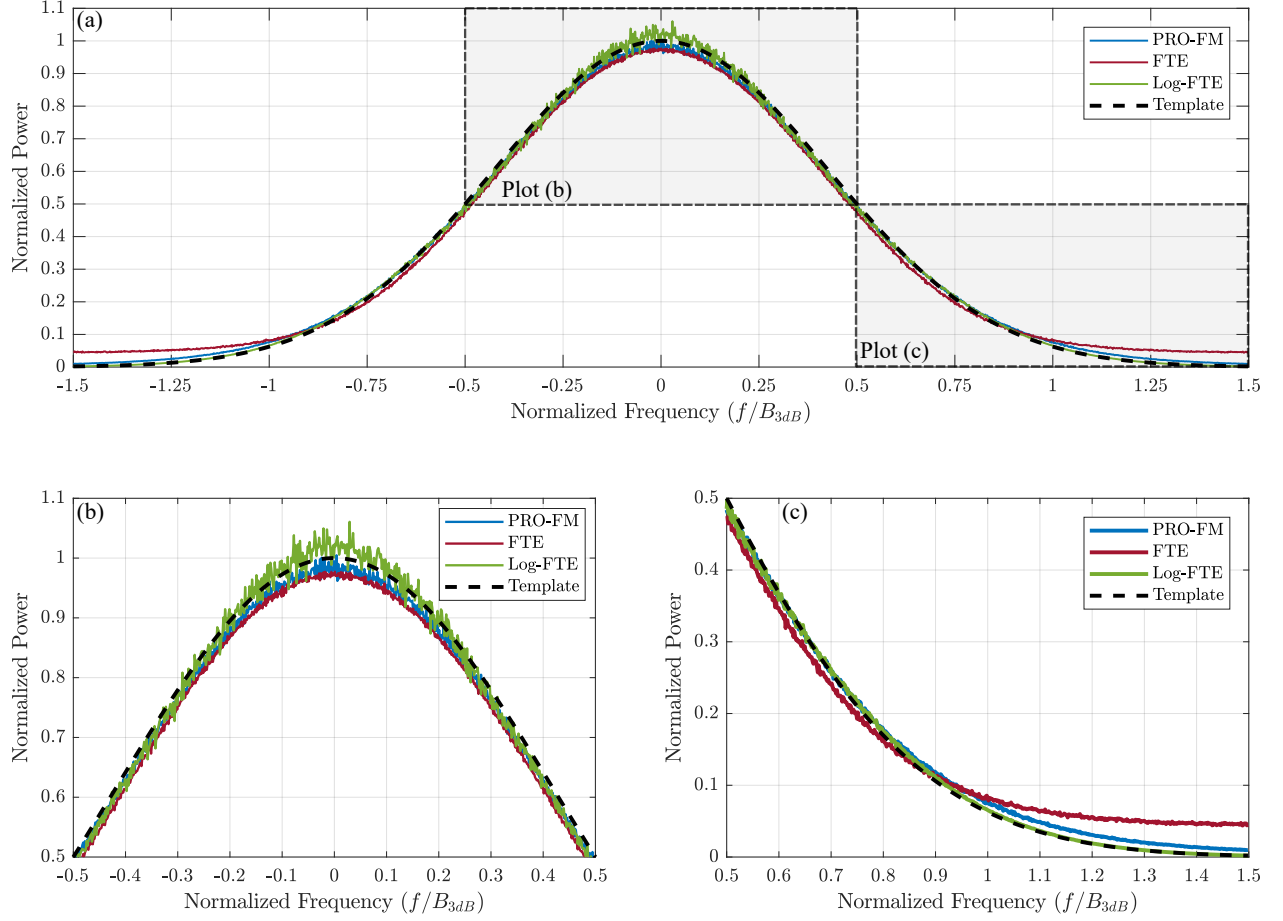 (a)
1.1
1
0.9
0.8
0.7
0.6
0.5
0.4
0.3
0.2
0.1
0
Normalized Power
PRO-FM
FTE
Log-FTE
Template
Plot (b)
Plot (c)
-1.5 -1.25 -1 -0.75 -0.5 -0.25 0 0.25 0.5 0.75 1 1.25 1.5
Normalized Frequency (f/B3dB)
(b)
1.1
1
0.9
0.8
0.7
0.6
0.5
Normalized Power
PRO-FM
FTE
Log-FTE
Template
-0.5 -0.4 -0.3 -0.2 -0.1 0 0.1 0.2 0.3 0.4 0.5
Normalized Frequency (f/B3dB)
(c)
0.5
0.4
0.3
0.2
0.1
0
Normalized Power
PRO-FM
FTE
Log-FTE
Template
0.5 0.6 0.7 0.8 0.9 1 1.1 1.2 1.3 1.4 1.5
Normalized Frequency (f/B3dB)